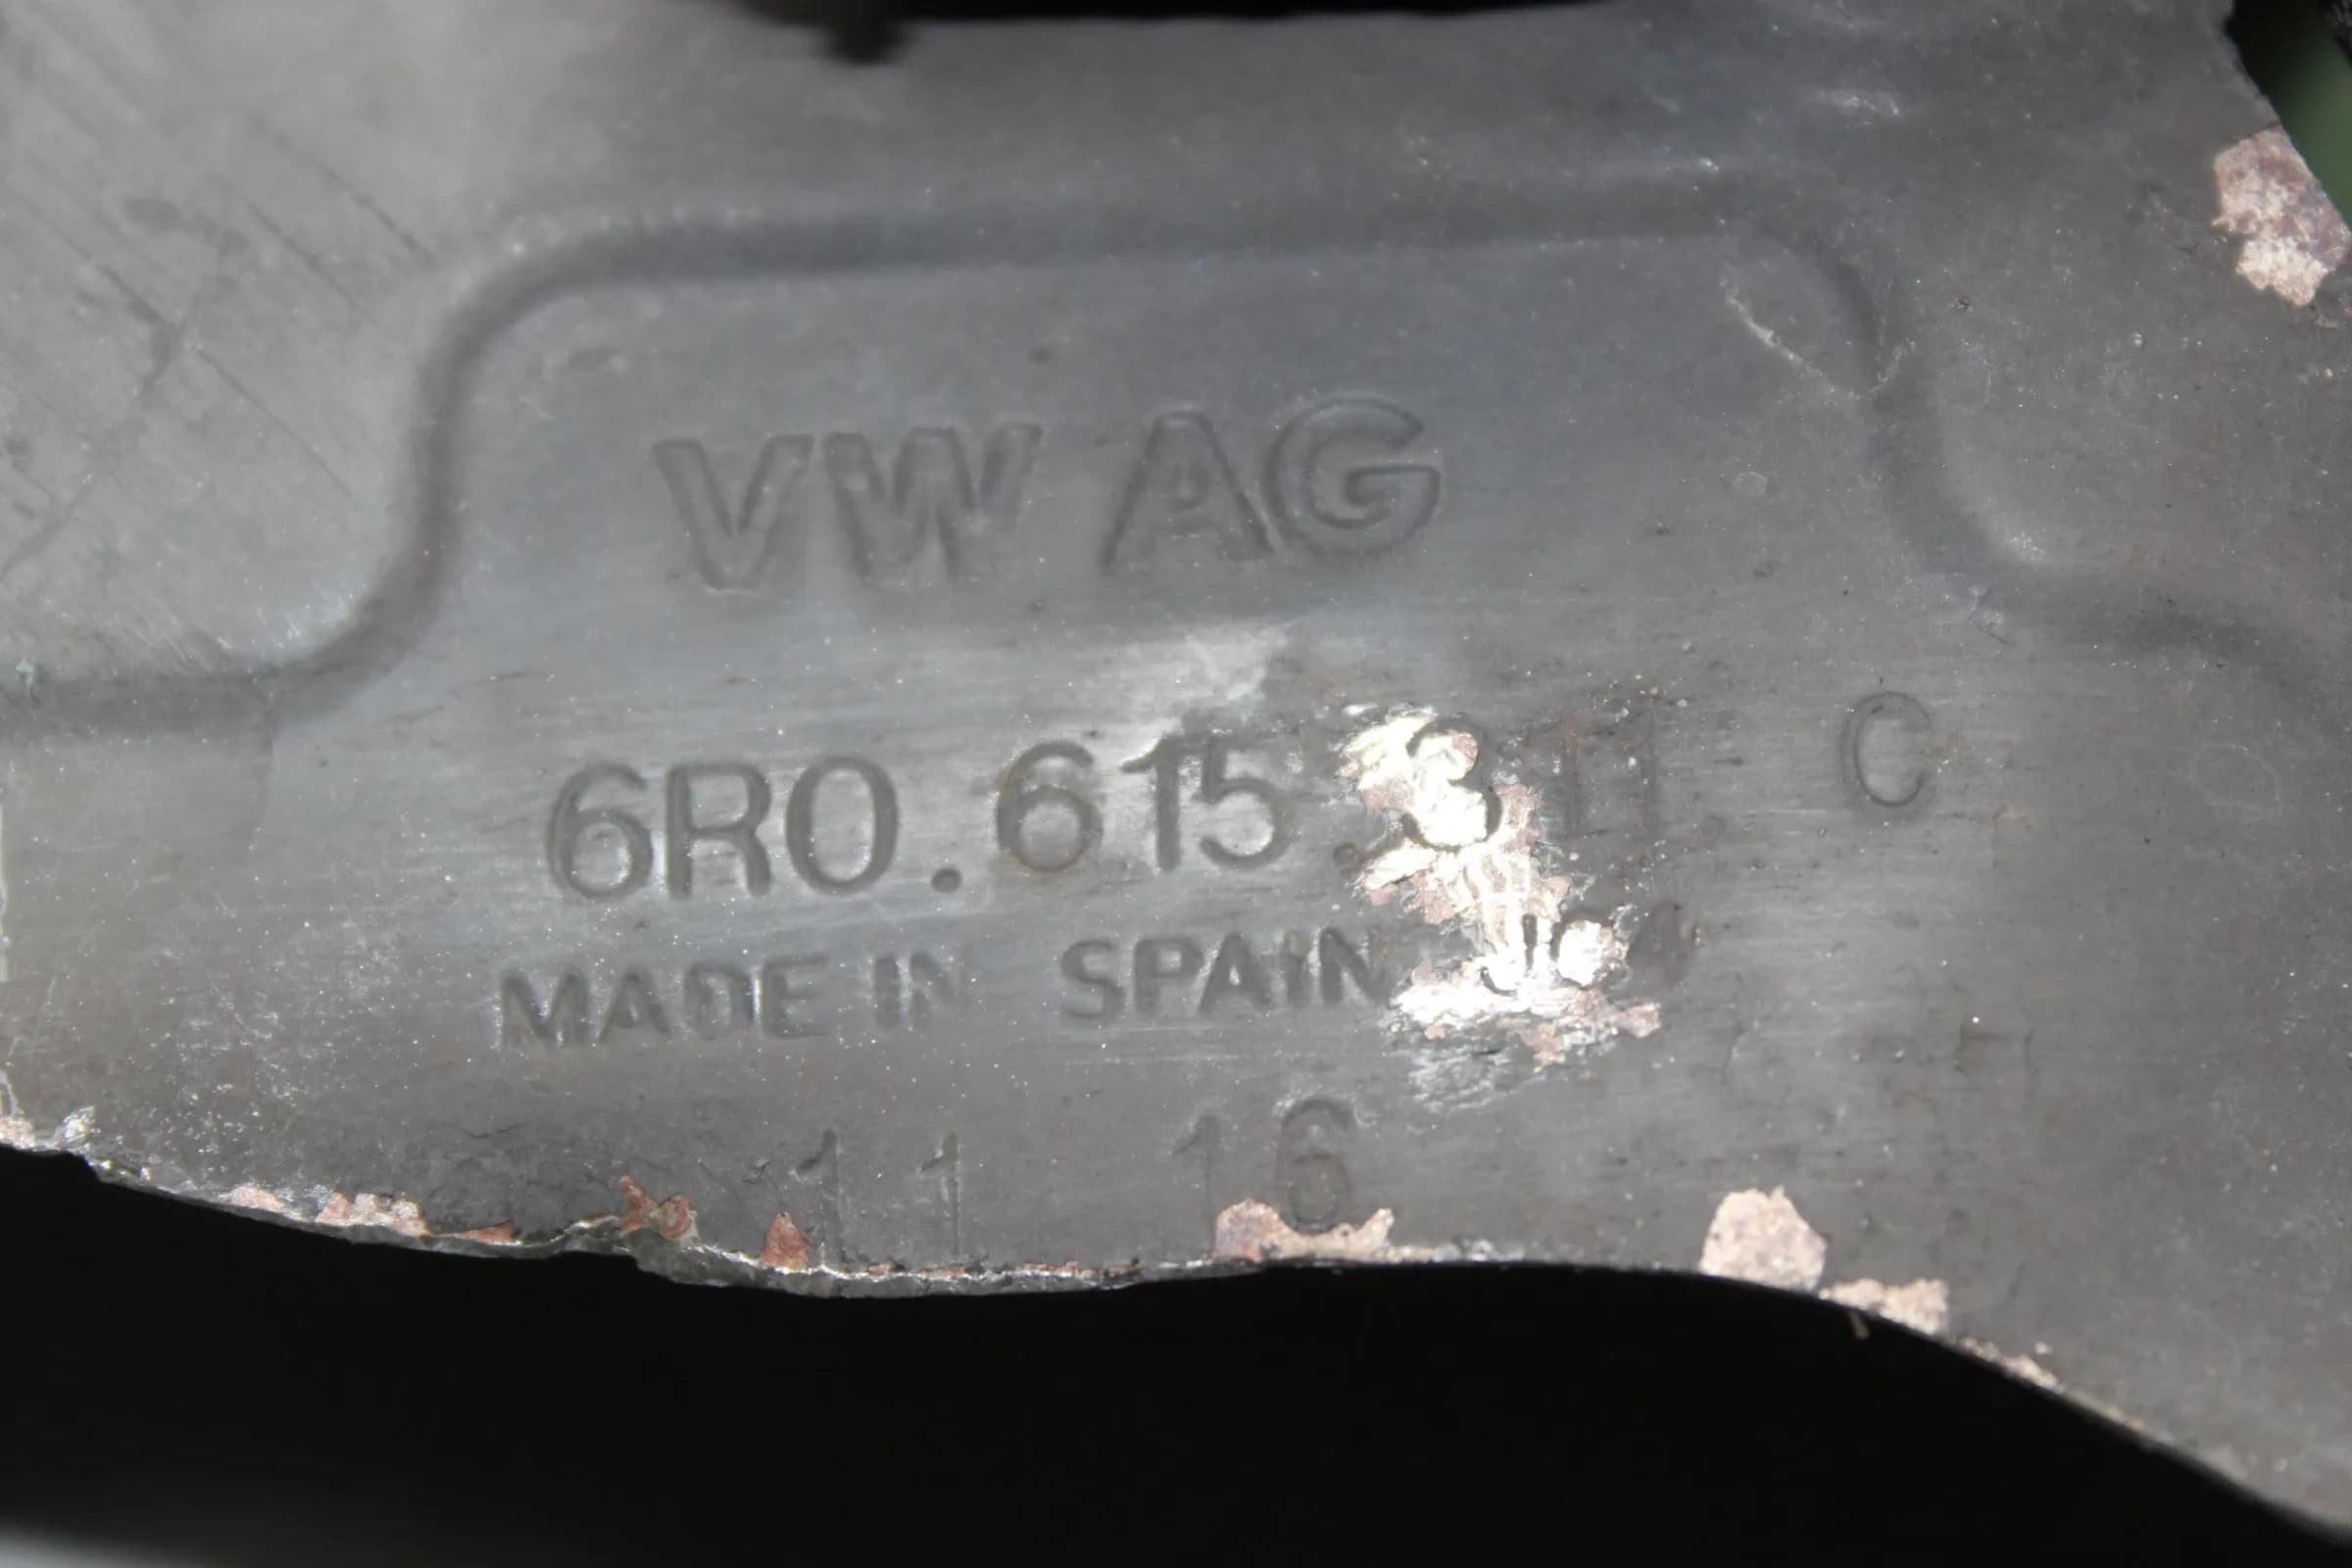 VW AG
6R0.615.311. C
MADE IN SPAIN
11 16